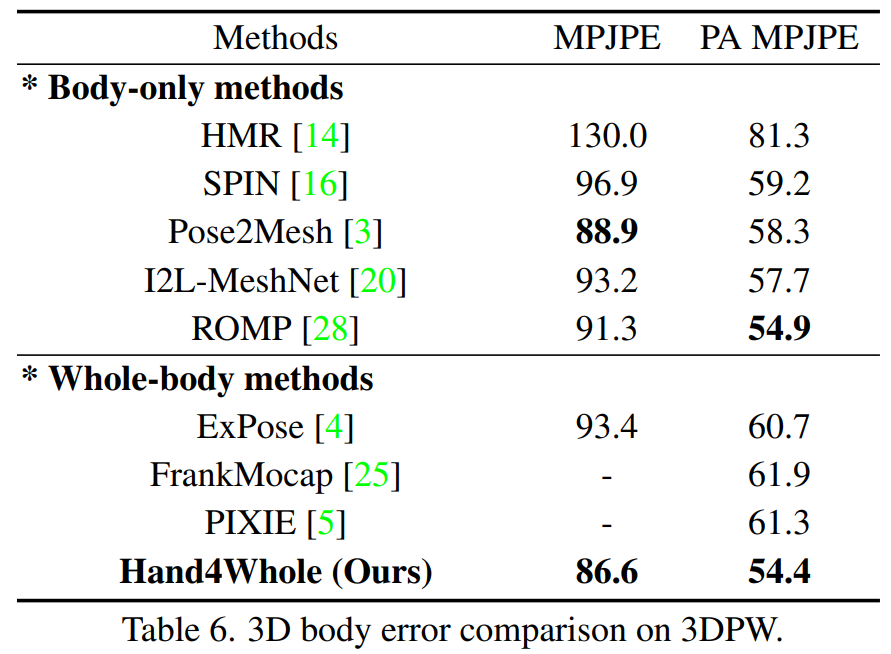 Methods MPJPE PA MPJPE
* Body-only methods
HMR [14] 130.0 81.3
SPIN [16] 96.9 59.2
Pose2Mesh [3] 88.9 58.3
I2L-MeshNet [20] 93.2 57.7
ROMP [28] 91.3 54.9
* Whole-body methods
ExPose [4] 93.4 60.7
FrankMocap [25] - 61.9
PIXIE [5] - 61.3
Hand4Whole (Ours) 86.6 54.4
Table 6. 3D body error comparison on 3DPW.